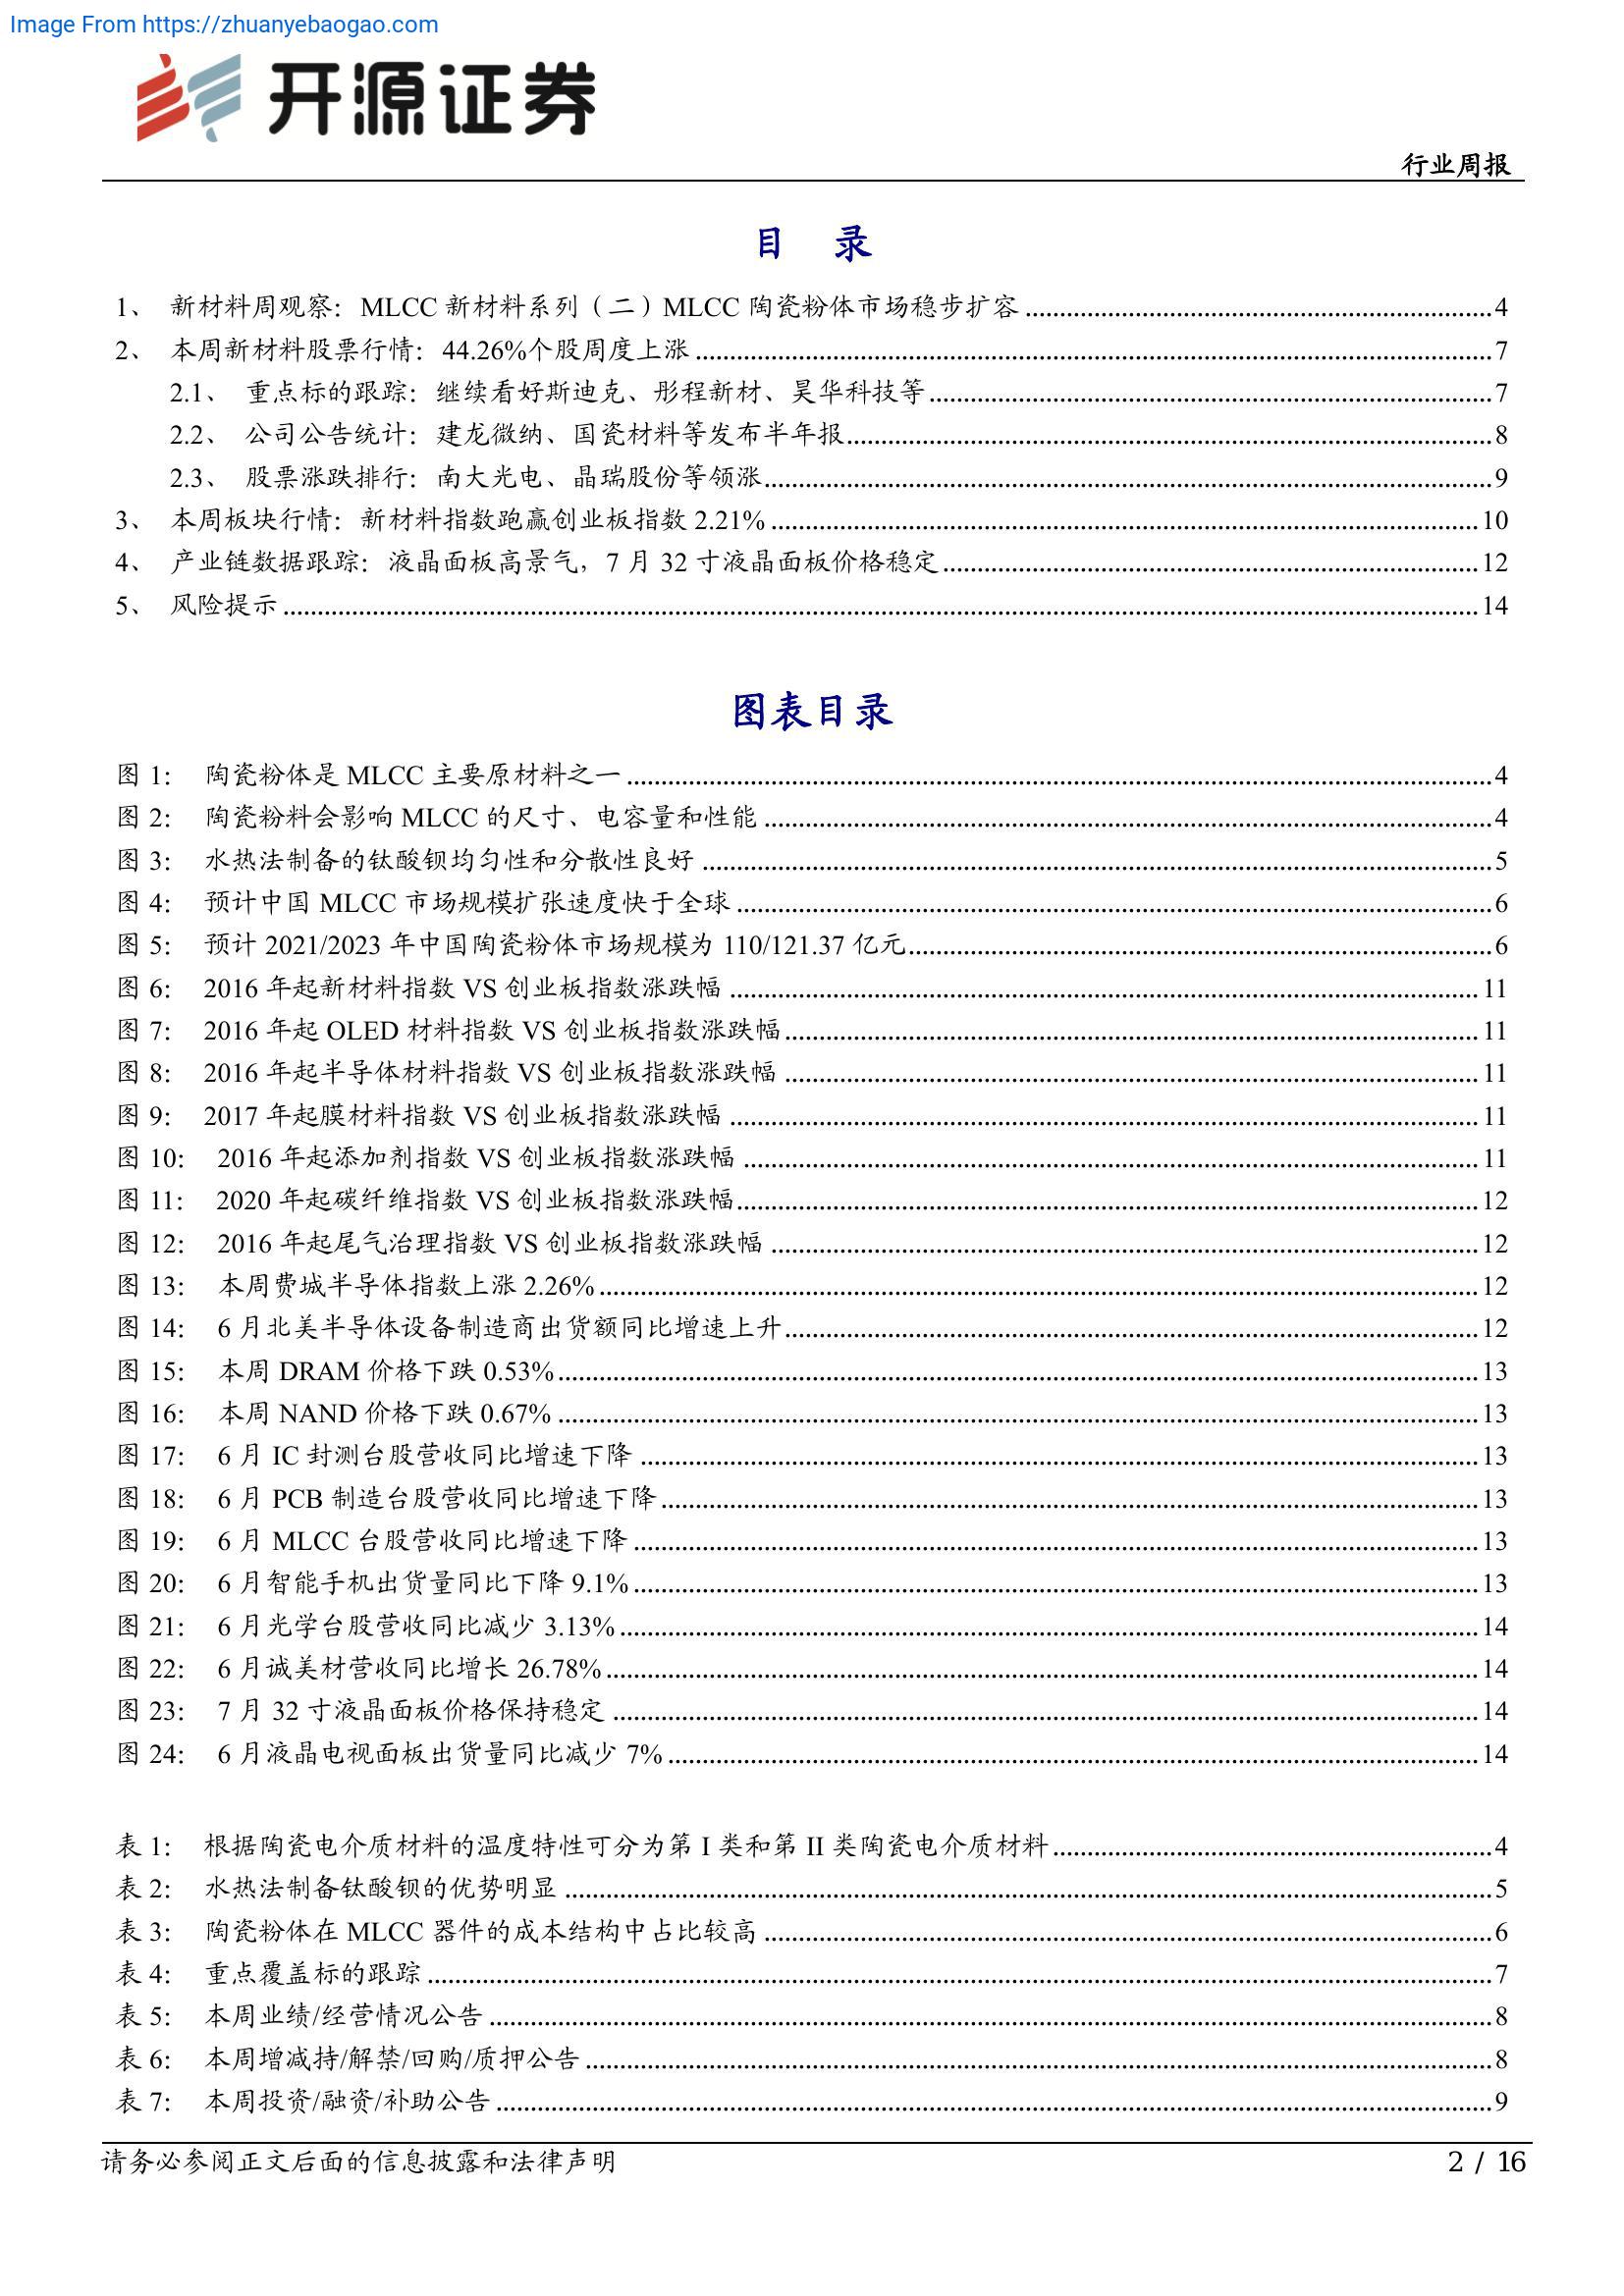 Image From https://zhuanyebaogao.com
开源证券
行业周报
目 录
1、 新材料周观察：MLCC 新材料系列（二）MLCC 陶瓷粉体市场稳步扩容 4
2、 本周新材料股票行情：44.26%个股周度上涨 7
2.1、 重点标的跟踪：继续看好斯迪克、彤程新材、昊华科技等 7
2.2、 公司公告统计：建龙微纳、国瓷材料等发布半年报 8
2.3、 股票涨跌排行：南大光电、晶瑞股份等领涨 9
3、 本周板块行情：新材料指数跑赢创业板指数 2.21% 10
4、 产业链数据跟踪：液晶面板高景气，7 月 32 寸液晶面板价格稳定 12
5、 风险提示 14
图表目录
图 1： 陶瓷粉体是 MLCC 主要原材料之一 4
图 2： 陶瓷粉料会影响 MLCC 的尺寸、电容量和性能 4
图 3： 水热法制备的钛酸钡均匀性和分散性良好 5
图 4： 预计中国 MLCC 市场规模扩张速度快于全球 6
图 5： 预计 2021/2023 年中国陶瓷粉体市场规模为 110/121.37 亿元 6
图 6： 2016 年起新材料指数 VS 创业板指数涨跌幅 11
图 7： 2016 年起 OLED 材料指数 VS 创业板指数涨跌幅 11
图 8： 2016 年起半导体材料指数 VS 创业板指数涨跌幅 11
图 9： 2017 年起膜材料指数 VS 创业板指数涨跌幅 11
图 10： 2016 年起添加剂指数 VS 创业板指数涨跌幅 11
图 11： 2020 年起碳纤维指数 VS 创业板指数涨跌幅 12
图 12： 2016 年起尾气治理指数 VS 创业板指数涨跌幅 12
图 13： 本周费城半导体指数上涨 2.26% 12
图 14： 6 月北美半导体设备制造商出货额同比增速上升 12
图 15： 本周 DRAM 价格下跌 0.53% 13
图 16： 本周 NAND 价格下跌 0.67% 13
图 17： 6 月 IC 封测台股营收同比增速下降 13
图 18： 6 月 PCB 制造台股营收同比增速下降 13
图 19： 6 月 MLCC 台股营收同比增速下降 13
图 20： 6 月智能手机出货量同比下降 9.1% 13
图 21： 6 月光学台股营收同比减少 3.13% 14
图 22： 6 月诚美材营收同比增长 26.78% 14
图 23： 7 月 32 寸液晶面板价格保持稳定 14
图 24： 6 月液晶电视面板出货量同比减少 7% 14
表 1： 根据陶瓷电介质材料的温度特性可分为第 I 类和第 II 类陶瓷电介质材料 4
表 2： 水热法制备钛酸钡的优势明显 5
表 3： 陶瓷粉体在 MLCC 器件的成本结构中占比较高 6
表 4： 重点覆盖标的跟踪 7
表 5： 本周业绩/经营情况公告 8
表 6： 本周增减持/解禁/回购/质押公告 8
表 7： 本周投资/融资/补助公告 9
请务必参阅正文后面的信息披露和法律声明 2 / 16